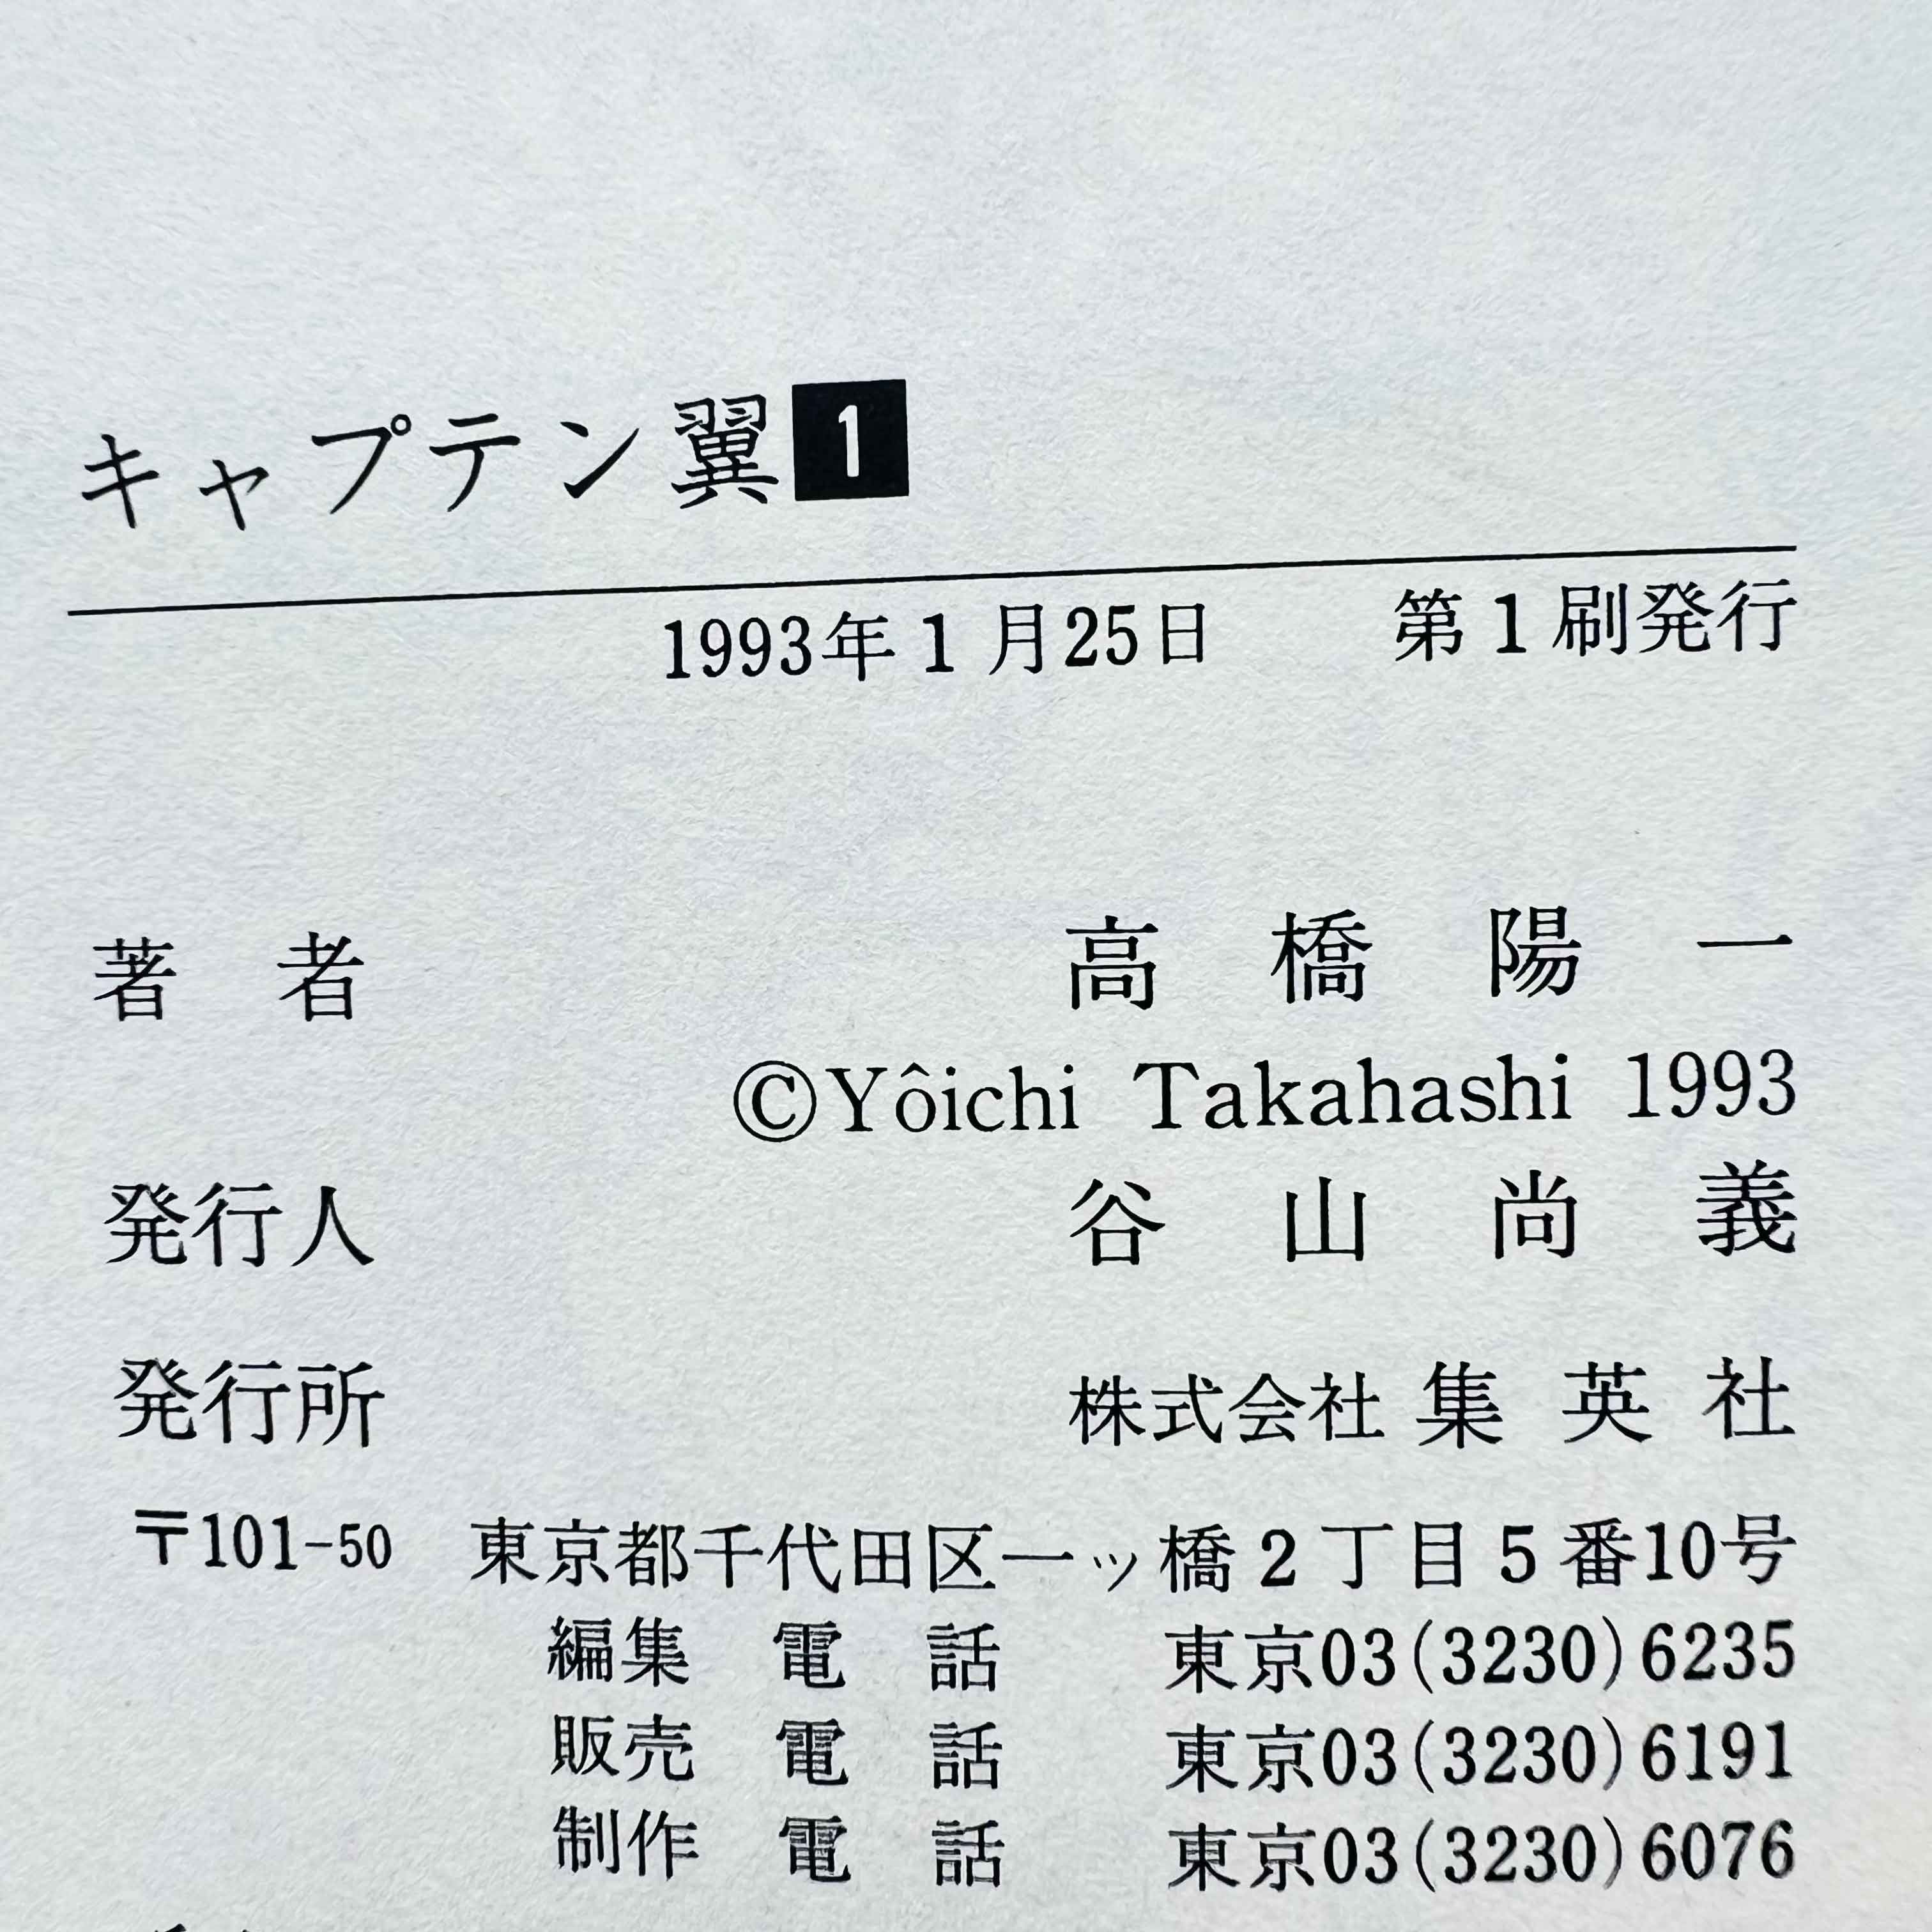 キャプテン翼 1
1993年1月25日 第1刷発行
著者 高橋陽一
©Yôichi Takahashi 1993
発行人 谷山尚義
発行所 株式会社 集英社
〒101-50 東京都千代田区一ッ橋2丁目5番10号
編集 電話 東京03(3230)6235
販売 電話 東京03(3230)6191
制作 電話 東京03(3230)6076